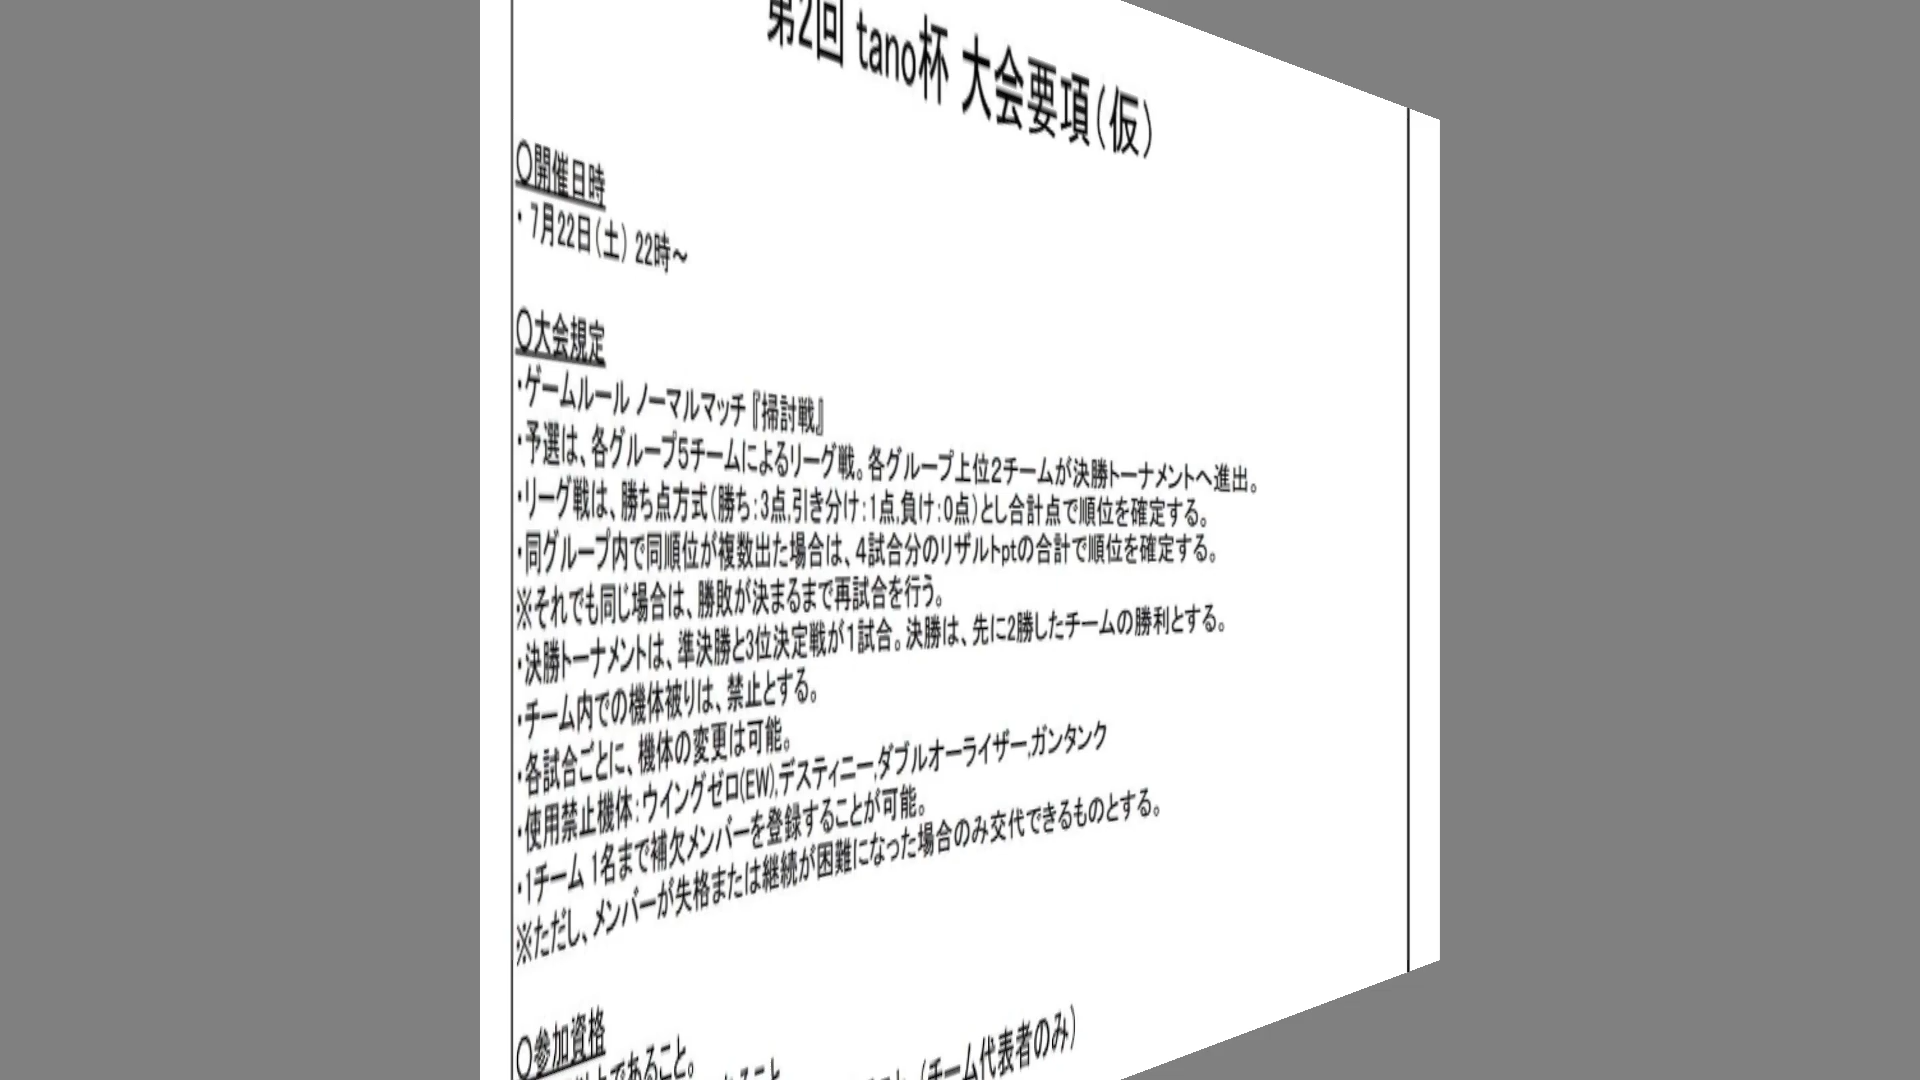 第2回 tano杯 大会要項（仮）
〇開催日時
・ 7月22日（土） 22時～
〇大会規定
・ゲームルール ノーマルマッチ『掃討戦』
・予選は、各グループ5チームによるリーグ戦。各グループ上位2チームが決勝トーナメントへ進出。
・リーグ戦は、勝ち点方式（勝ち：3点,引き分け：1点,負け：0点）とし合計点で順位を確定する。
・同グループ内で同順位が複数出た場合は、4試合分のリザルトptの合計で順位を確定する。
※それでも同じ場合は、勝敗が決まるまで再試合を行う。
・決勝トーナメントは、準決勝と3位決定戦が1試合。決勝は、先に2勝したチームの勝利とする。
・チーム内での機体被りは、禁止とする。
・各試合ごとに、機体の変更は可能。
・使用禁止機体：ウイングゼロ(EW),デスティニー,ダブルオーライザー,ガンタンク
・1チーム 1名まで補欠メンバーを登録することが可能。
※ただし、メンバーが失格または継続が困難になった場合のみ交代できるものとする。
〇参加資格
であること。
（チーム代表者のみ）